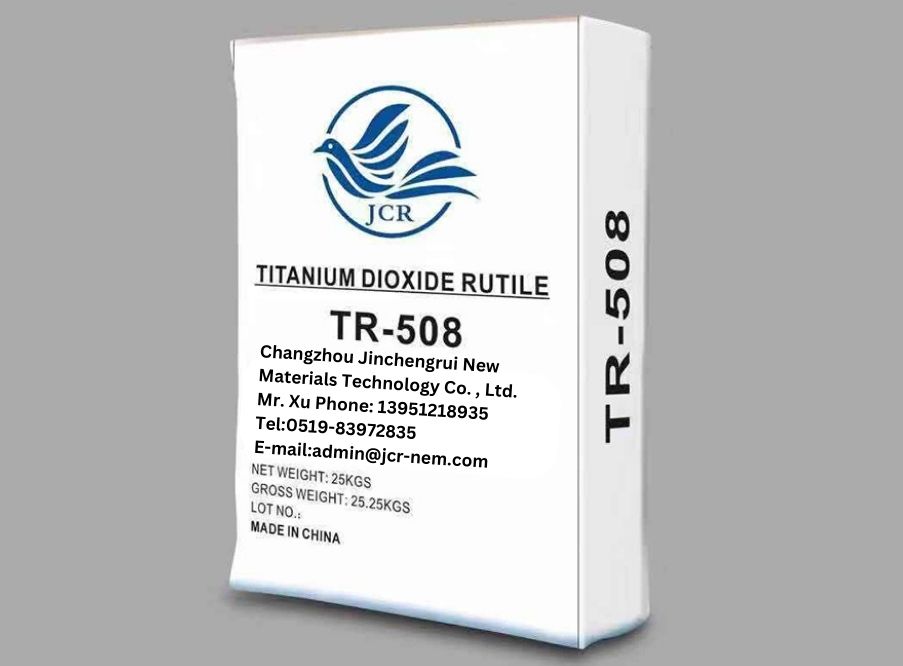 JCR
TITANIUM DIOXIDE RUTILE
TR-508
Changzhou Jinchengrui New
Materials Technology Co. , Ltd.
Mr. Xu Phone: 13951218935
Tel:0519-83972835
E-mail:admin@jcr-nem.com
NET WEIGHT: 25KGS
GROSS WEIGHT: 25.25KGS
LOT NO.:
MADE IN CHINA
TR-508